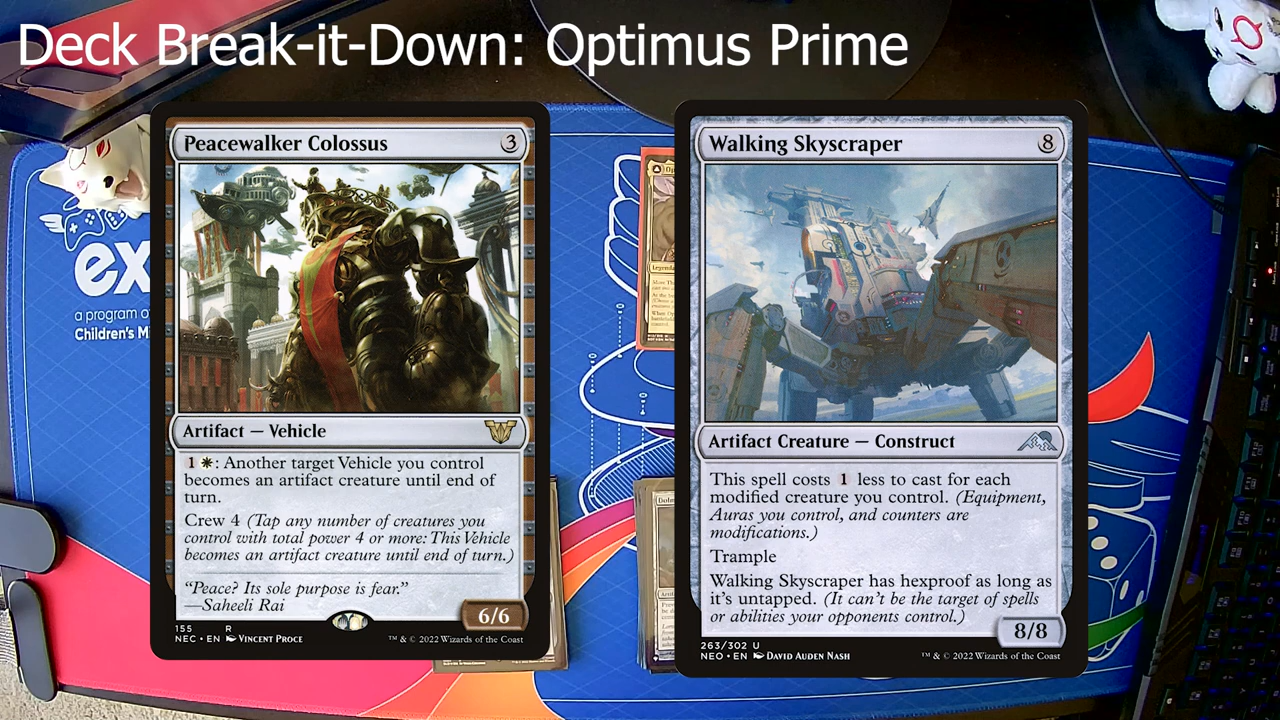 Deck Break-it-Down: Optimus Prime
Peacewalker Colossus 3
Artifact — Vehicle
1 : Another target Vehicle you control
becomes an artifact creature until end of
turn.
Crew 4 (Tap any number of creatures you
control with total power 4 or more: This Vehicle
becomes an artifact creature until end of turn.)
“Peace? Its sole purpose is fear.”
—Saheeli Rai
6/6
155 R
NEC • EN Vincent Proce ™ & © 2022 Wizards of the Coast
Walking Skyscraper 8
Artifact Creature — Construct
This spell costs 1 less to cast for each
modified creature you control. (Equipment,
Auras you control, and counters are
modifications.)
Trample
Walking Skyscraper has hexproof as long as
it's untapped. (It can't be the target of spells
or abilities your opponents control.)
8/8
263/302 U
NEO • EN David Auden Nash ™ & © 2022 Wizards of the Coast
ex
a program
Children's